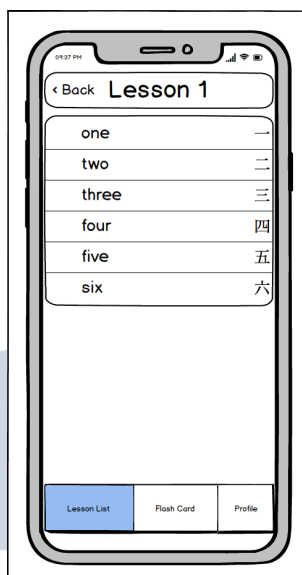 09:37 PM
‹ Back Lesson 1
one 一
two 二
three 三
four 四
five 五
six 六
Lesson List Flash Card Profile